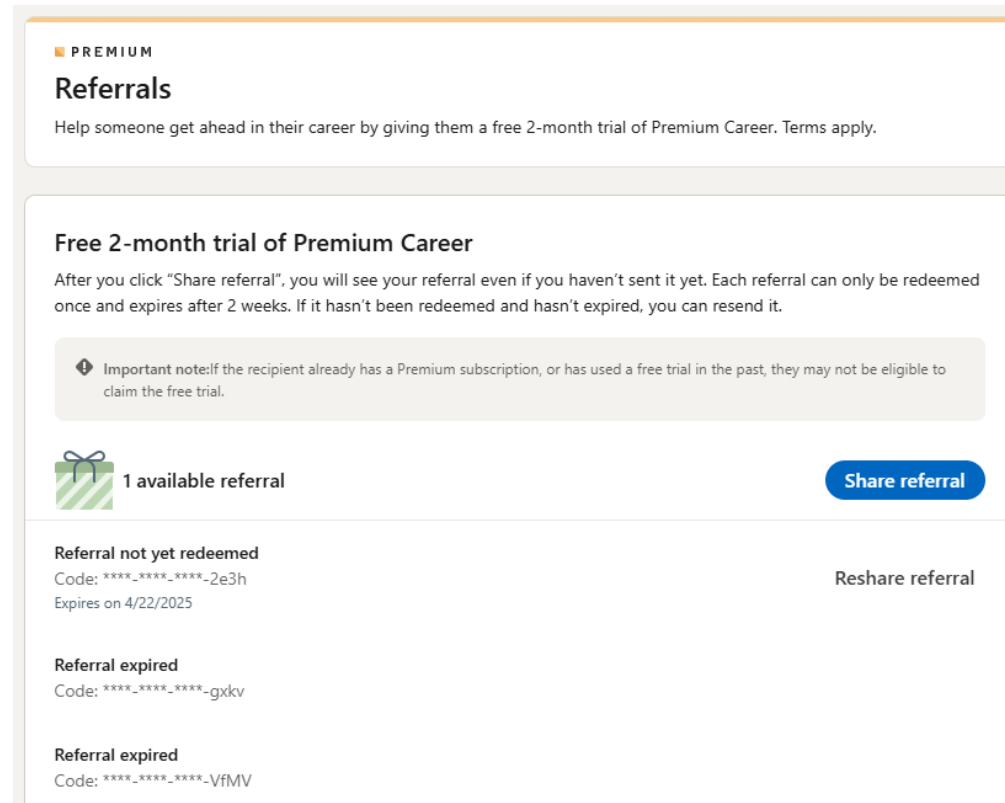 PREMIUM
Referrals
Help someone get ahead in their career by giving them a free 2-month trial of Premium Career. Terms apply.
Free 2-month trial of Premium Career
After you click “Share referral”, you will see your referral even if you haven’t sent it yet. Each referral can only be redeemed
once and expires after 2 weeks. If it hasn’t been redeemed and hasn’t expired, you can resend it.
Important note:If the recipient already has a Premium subscription, or has used a free trial in the past, they may not be eligible to
claim the free trial.
1 available referral
Share referral
Referral not yet redeemed
Code: ****-****-****-2e3h
Expires on 4/22/2025
Reshare referral
Referral expired
Code: ****-****-****-gxkv
Referral expired
Code: ****-****-****-VfMV